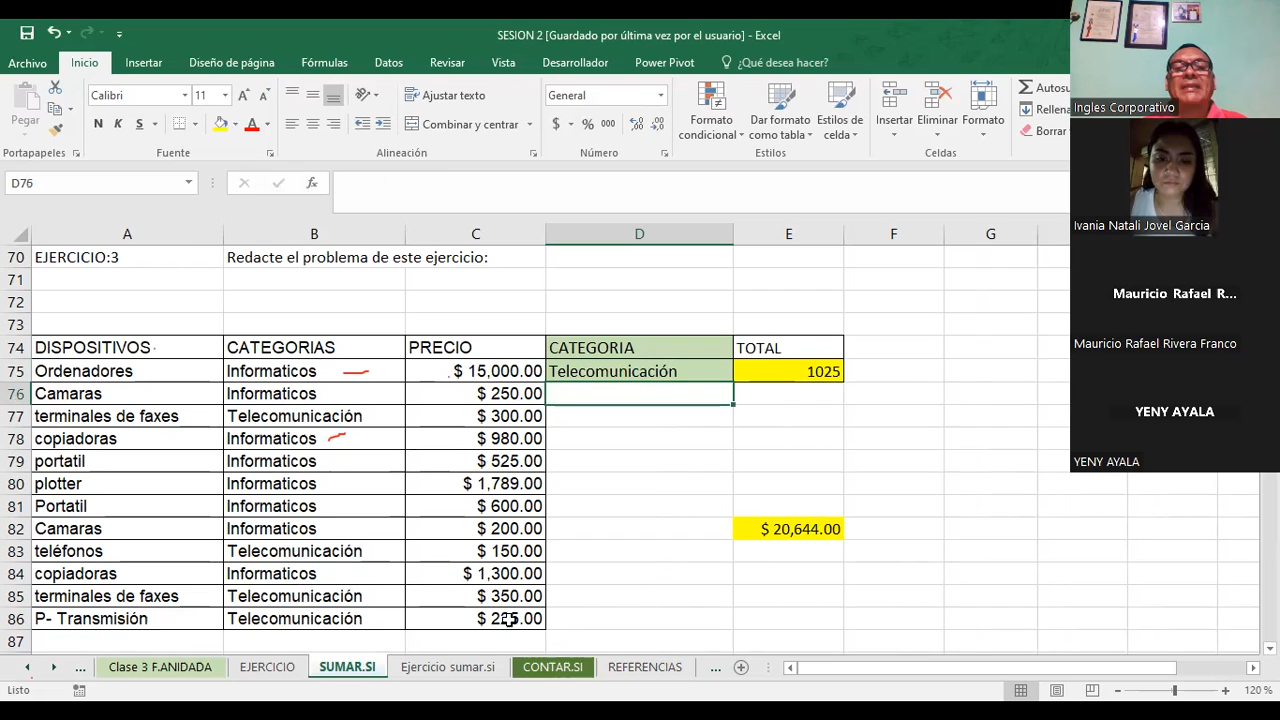 SESION 2 [Guardado por última vez por el usuario] - Excel
Archivo Inicio Insertar Diseño de página Fórmulas Datos Revisar Vista Desarrollador Power Pivot ¿Qué desea hacer?
Pegar
Calibri 11
N K S
Ajustar texto
Combinar y centrar
General
$ % 000
Formato condicional
Dar formato como tabla
Estilos de celda
Insertar Eliminar Formato
Autosu
Rellena
Borrar
Portapapeles Fuente Alineación Número Estilos Celdas
D76
fx
A B C D E F G
70 EJERCICIO:3 Redacte el problema de este ejercicio:
71
72
73
74 DISPOSITIVOS CATEGORIAS PRECIO CATEGORIA TOTAL
75 Ordenadores Informaticos $ 15,000.00 Telecomunicación 1025
76 Camaras Informaticos $ 250.00
77 terminales de faxes Telecomunicación $ 300.00
78 copiadoras Informaticos $ 980.00
79 portatil Informaticos $ 525.00
80 plotter Informaticos $ 1,789.00
81 Portatil Informaticos $ 600.00
82 Camaras Informaticos $ 200.00 $ 20,644.00
83 teléfonos Telecomunicación $ 150.00
84 copiadoras Informaticos $ 1,300.00
85 terminales de faxes Telecomunicación $ 350.00
86 P- Transmisión Telecomunicación
87
... Clase 3 F.ANIDADA EJERCICIO SUMAR.SI Ejercicio sumar.si CONTAR.SI REFERENCIAS ...
Listo 120 %
Ingles Corporativo
Ivania Natali Jovel Garcia
Mauricio Rafael R...
Mauricio Rafael Rivera Franco
YENY AYALA
YENY AYALA